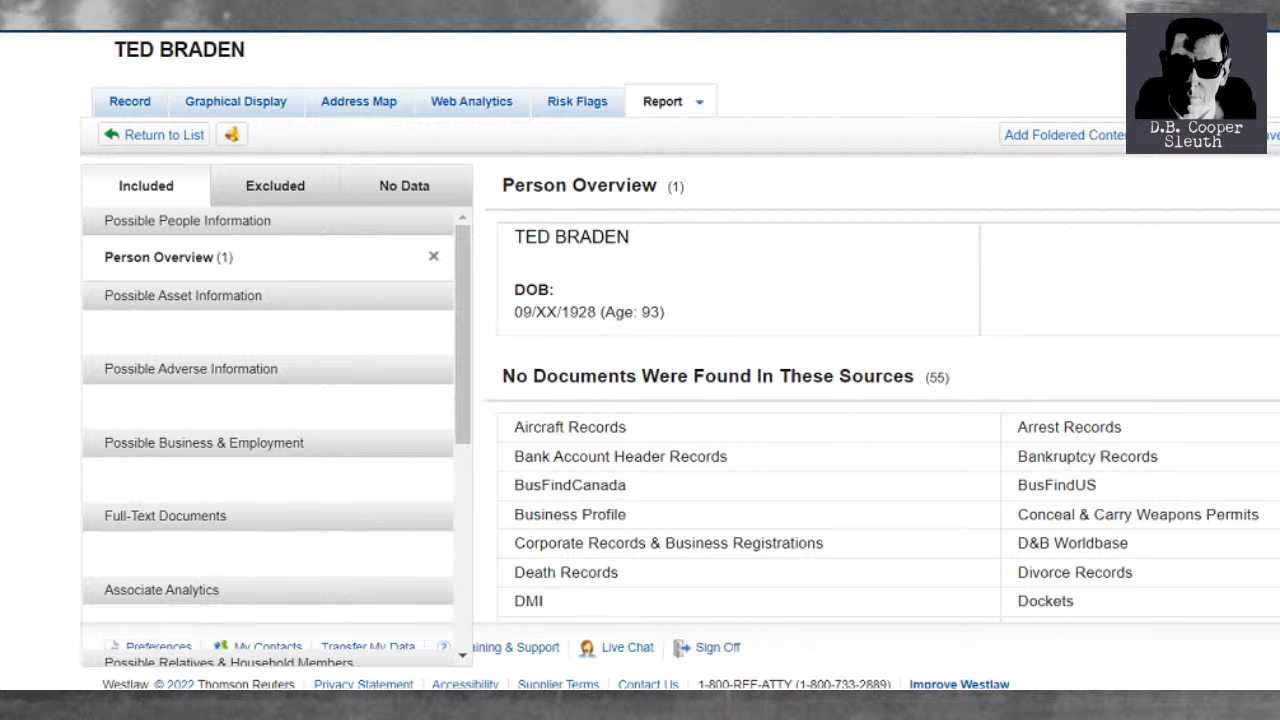 TED BRADEN
D.B. Cooper
Sleuth
Record Graphical Display Address Map Web Analytics Risk Flags Report
Return to List Add Foldered
Included Excluded No Data
Possible People Information
Person Overview (1)
Possible Asset Information
Possible Adverse Information
Possible Business & Employment
Full-Text Documents
Associate Analytics
Possible Relatives & Household Members
Person Overview (1)
TED BRADEN
DOB:
09/XX/1928 (Age: 93)
No Documents Were Found In These Sources (55)
Aircraft Records Arrest Records
Bank Account Header Records Bankruptcy Records
BusFindCanada BusFindUS
Business Profile Conceal & Carry Weapons Permits
Corporate Records & Business Registrations D&B Worldbase
Death Records Divorce Records
DMI Dockets
Preferences My Contacts Transfer My Data & Support Live Chat Sign Off
Westlaw © 2022 Thomson Reuters Privacy Statement Accessibility Supplier Terms Contact Us 1-800-REF-ATTY (1-800-733-2889) Improve Westlaw